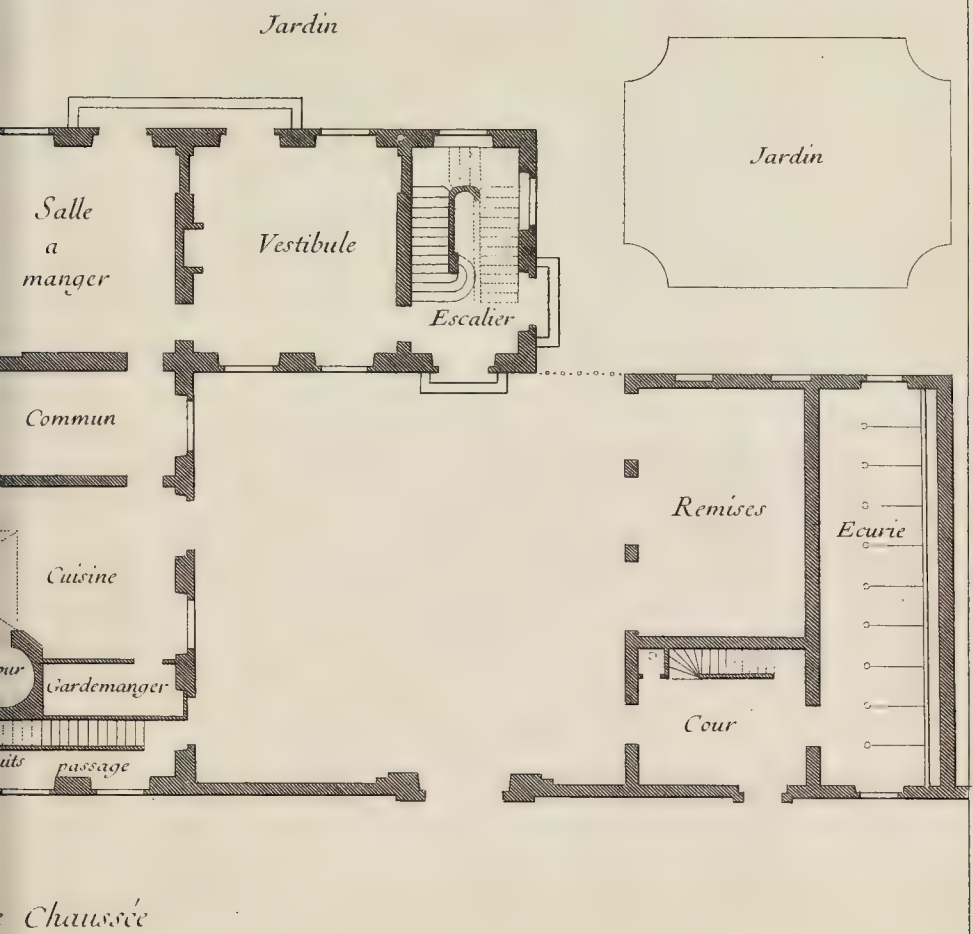 Jardin
Jardin
Salle
a
manger
Vestibule
Escalier
Commun
Remises
Ecurie
Cuisine
Gardemanger
Cour
passage
Chaussée